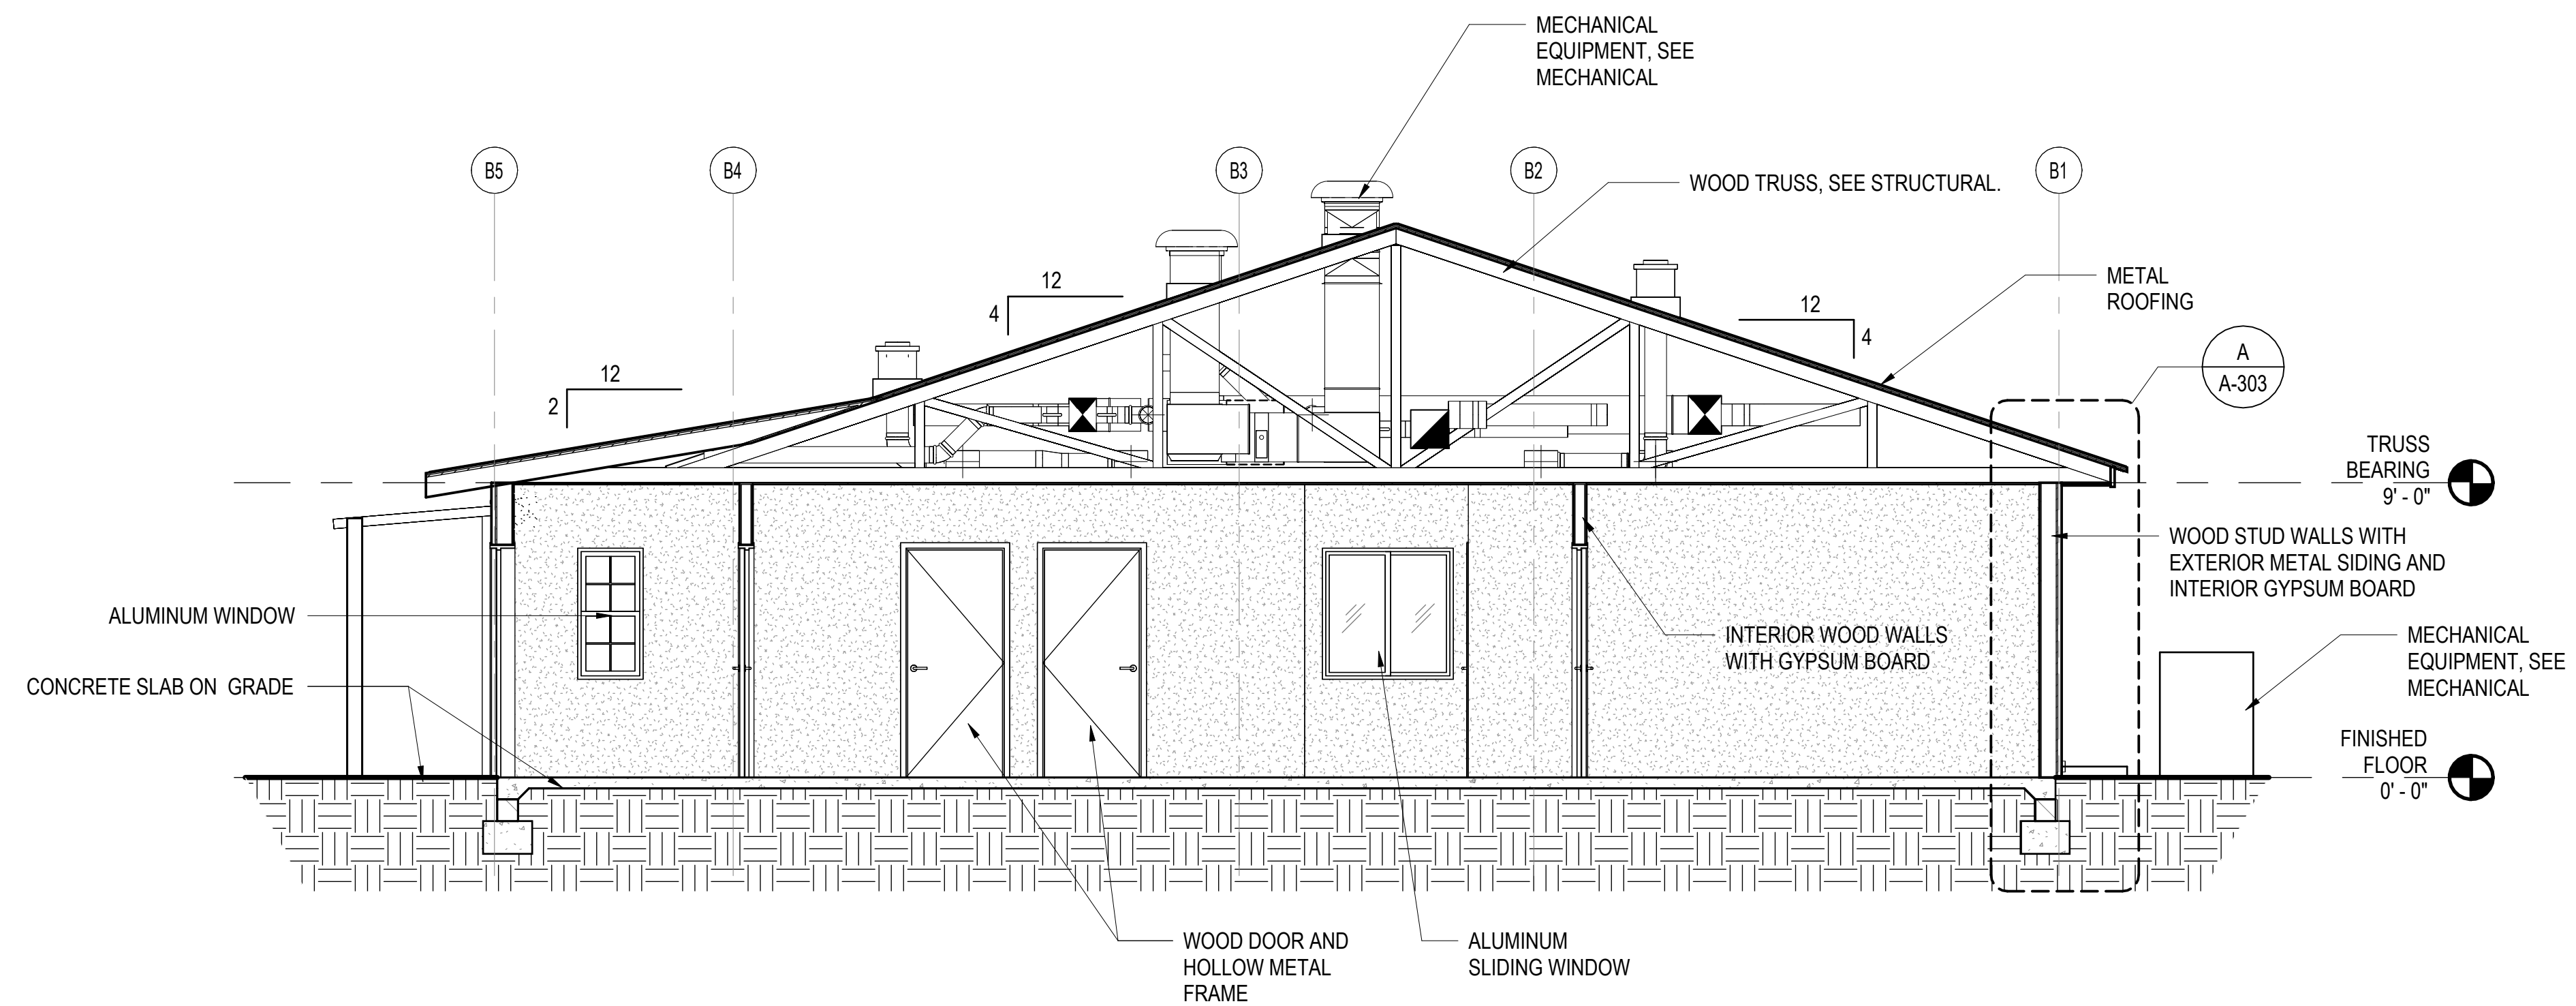 MECHANICAL
EQUIPMENT, SEE
MECHANICAL
B5
B4
B3
B2
B1
WOOD TRUSS, SEE STRUCTURAL.
METAL
ROOFING
12
4
12
4
12
2
A
A-303
TRUSS
BEARING
9' - 0"
WOOD STUD WALLS WITH
EXTERIOR METAL SIDING AND
INTERIOR GYPSUM BOARD
ALUMINUM WINDOW
INTERIOR WOOD WALLS
WITH GYPSUM BOARD
MECHANICAL
EQUIPMENT, SEE
MECHANICAL
CONCRETE SLAB ON  GRADE
FINISHED
FLOOR
0' - 0"
WOOD DOOR AND
HOLLOW METAL
FRAME
ALUMINUM
SLIDING WINDOW